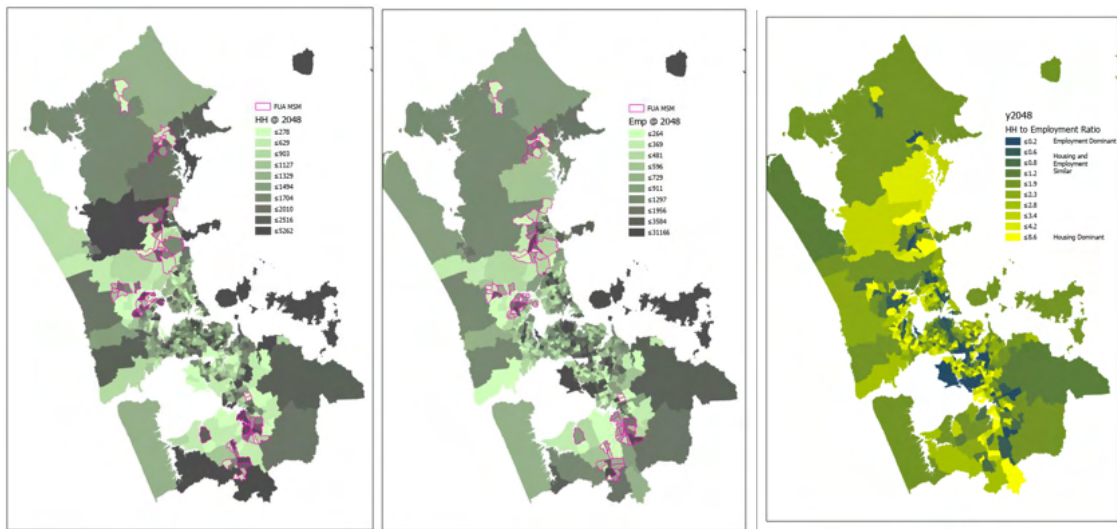 FUA MSM
HH @ 2048
≤278
≤629
≤903
≤1127
≤1329
≤1494
≤1704
≤2010
≤2516
≤5262
FUA MSM
Emp @ 2048
≤264
≤369
≤481
≤596
≤729
≤911
≤1297
≤1956
≤3584
≤31166
y2048
HH to Employment Ratio
≤0.2 Employment Dominant
≤0.6 Housing and
≤0.8 Employment
≤1.2 Similar
≤1.9
≤2.3
≤2.8
≤3.4
≤4.2
≤8.6 Housing Dominant